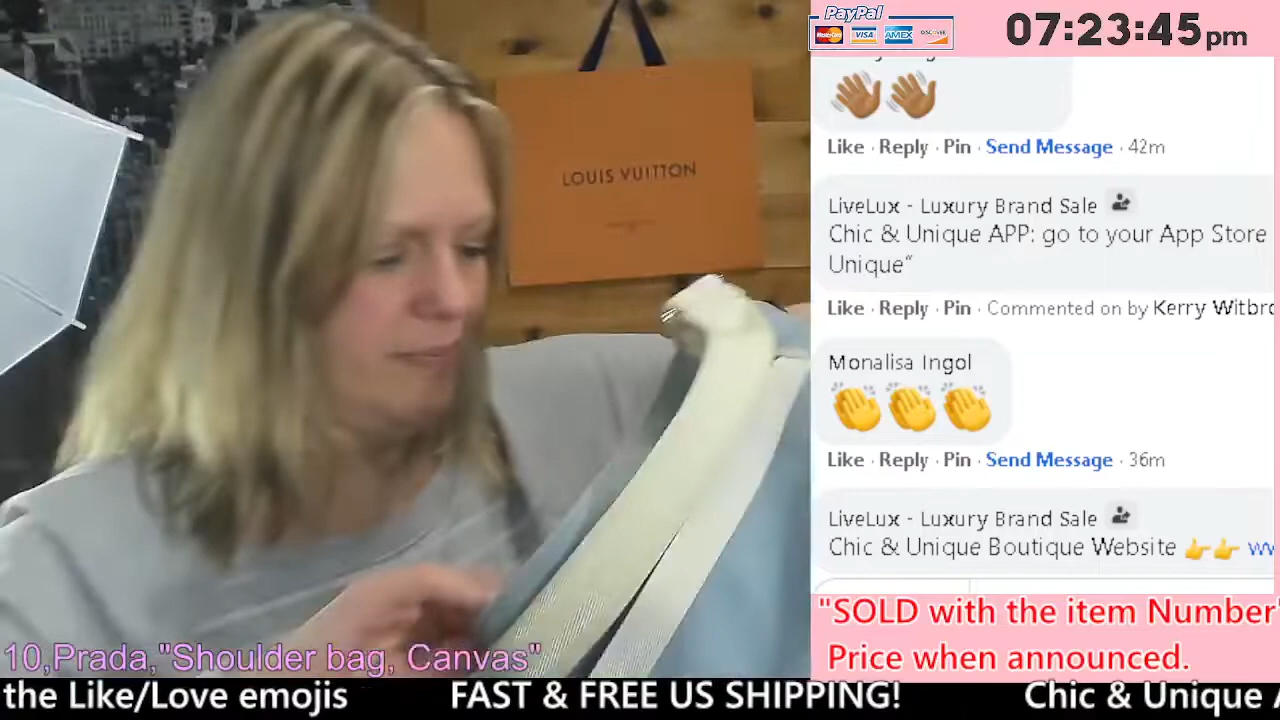 PayPal
MasterCard VISA AMEX DISCOVER
07:23:45pm
LOUIS VUITTON
Like · Reply · Pin · Send Message · 42m
LiveLux - Luxury Brand Sale
Chic & Unique APP: go to your App Store
Unique"
Like · Reply · Pin · Commented on by Kerry Witbro
Monalisa Ingol
Like · Reply · Pin · Send Message · 36m
LiveLux - Luxury Brand Sale
Chic & Unique Boutique Website 👉👉
"SOLD with the item Number"
Price when announced.
10,Prada,"Shoulder bag, Canvas"
the Like/Love emojis FAST & FREE US SHIPPING! Chic & Unique